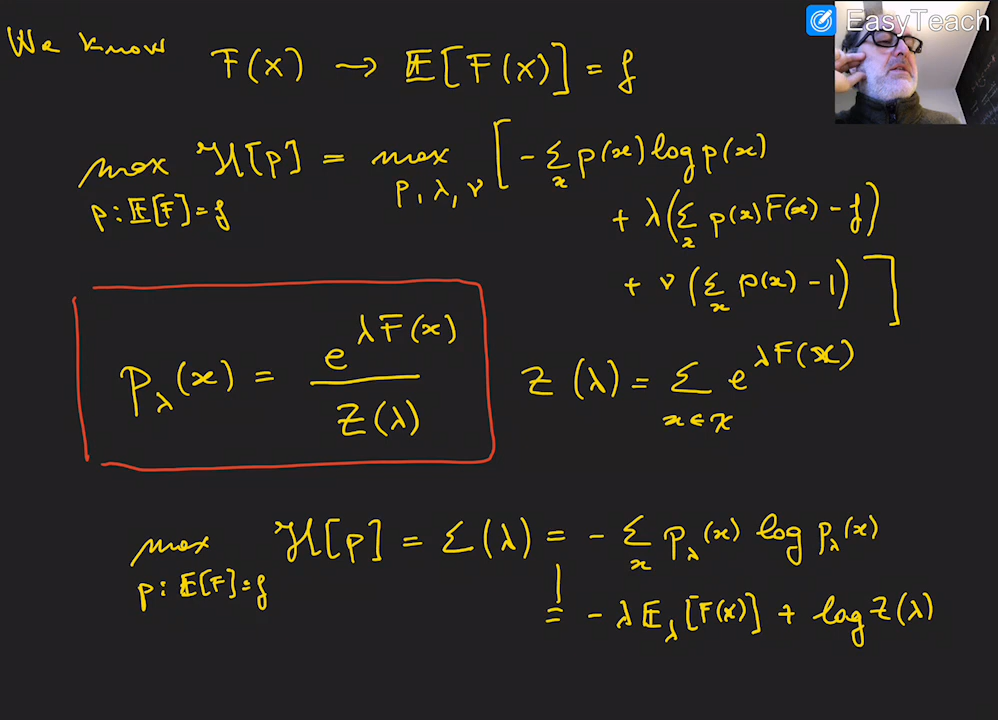 EasyTeach
We know F(X) → 𝔼[F(X)] = f
max H[p] = max [ - Σ p(x) log p(x)
p : 𝔼[F] = f p, λ, ν x
+ λ ( Σ p(x) F(x) - f )
x
+ ν ( Σ p(x) - 1 ) ]
x
p_λ(x) = e^{λF(x)} / Z(λ) Z(λ) = Σ e^{λF(x)}
x ∈ χ
max H[p] = Σ(λ) = - Σ p_λ(x) log p_λ(x)
p : 𝔼[F] = f x
= - λ 𝔼_λ[F(X)] + log Z(λ)